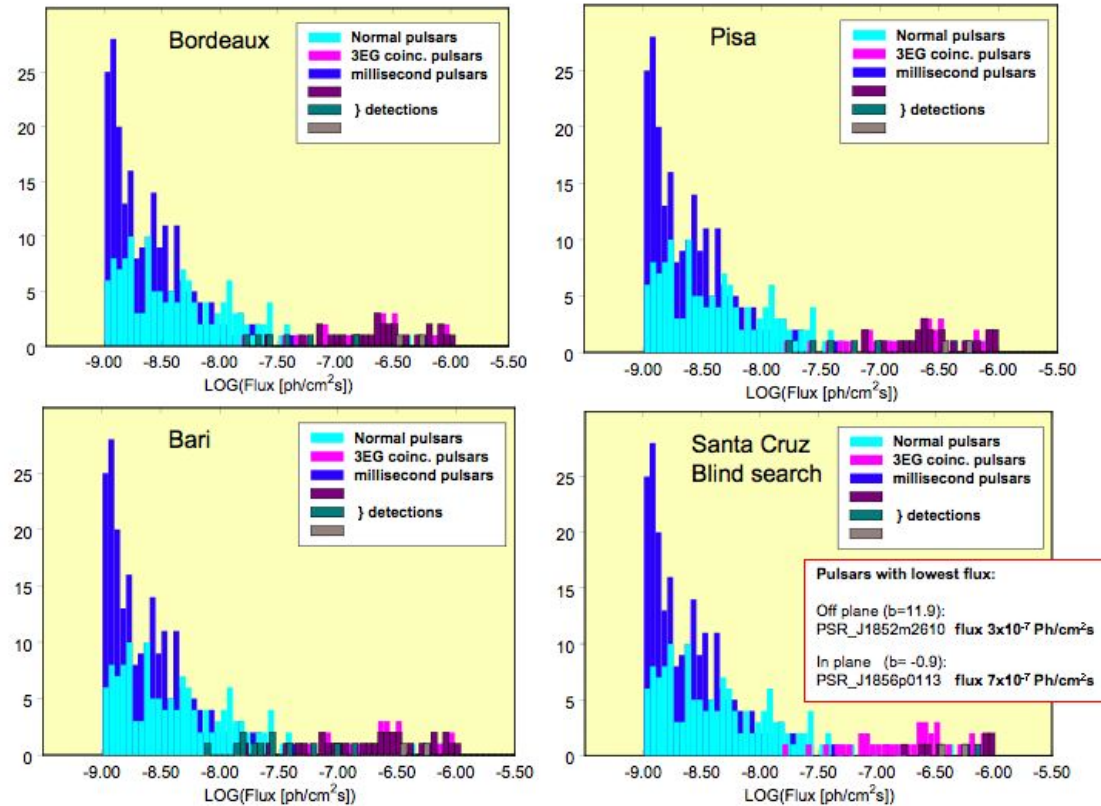 Bordeaux
Normal pulsars
3EG coinc. pulsars
millisecond pulsars
} detections
25
20
15
10
5
0
-9.00 -8.50 -8.00 -7.50 -7.00 -6.50 -6.00 -5.50
LOG(Flux [ph/cm²s])
Pisa
Normal pulsars
3EG coinc. pulsars
millisecond pulsars
} detections
25
20
15
10
5
0
-9.00 -8.50 -8.00 -7.50 -7.00 -6.50 -6.00 -5.50
LOG(Flux [ph/cm²s])
Bari
Normal pulsars
3EG coinc. pulsars
millisecond pulsars
} detections
25
20
15
10
5
0
-9.00 -8.50 -8.00 -7.50 -7.00 -6.50 -6.00 -5.50
LOG(Flux [ph/cm²s])
Santa Cruz
Blind search
Normal pulsars
3EG coinc. pulsars
millisecond pulsars
} detections
Pulsars with lowest flux:
Off plane (b=11.9):
PSR_J1852m2610 flux 3x10⁻⁷ Ph/cm²s
In plane (b= -0.9):
PSR_J1856p0113 flux 7x10⁻⁷ Ph/cm²s
25
20
15
10
5
0
-9.00 -8.50 -8.00 -7.50 -7.00 -6.50 -6.00 -5.50
LOG(Flux [ph/cm²s])